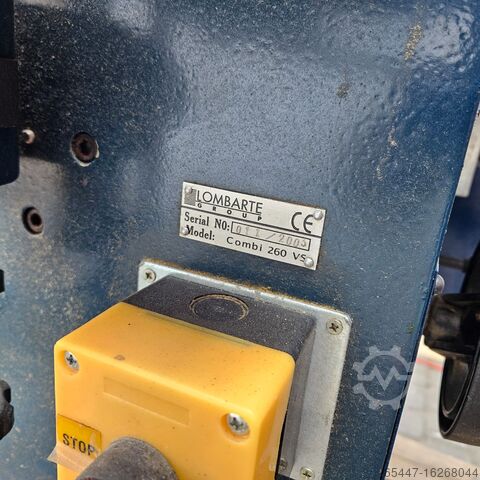 LOMBARTE
GROUP
CE
Serial NO: 011/2003
Model: Combi 260 VS
STOP
65447-16268044